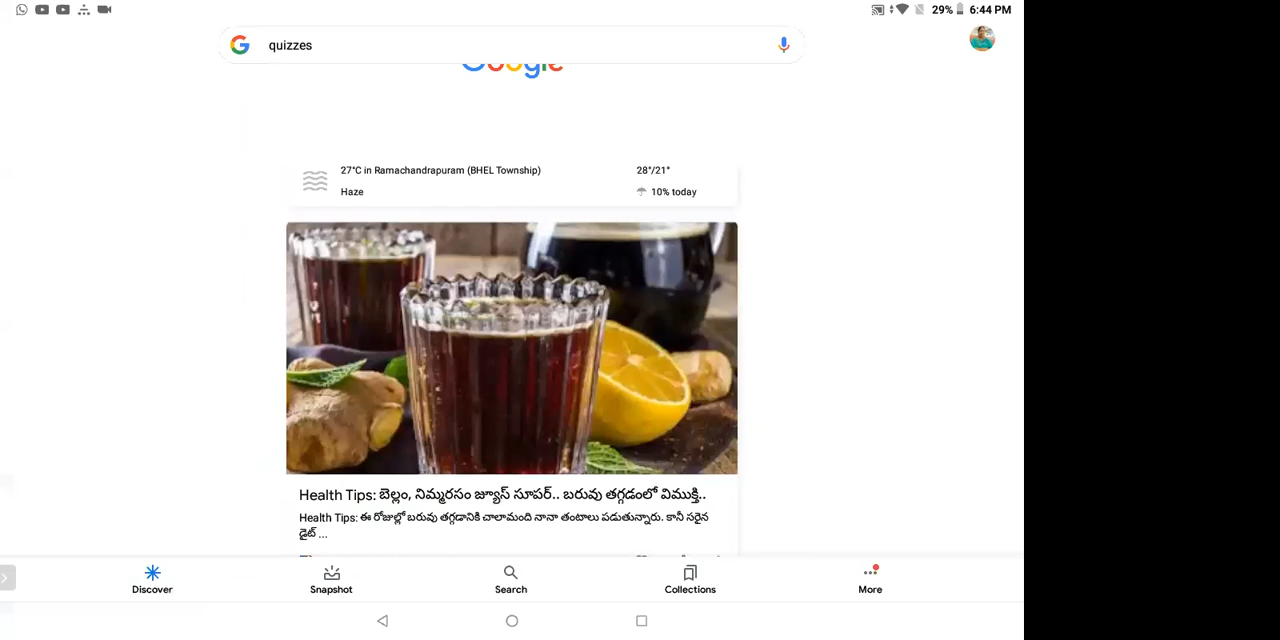 29% 6:44 PM
quizzes
Google
27°C in Ramachandrapuram (BHEL Township)
28°/21°
Haze
10% today
Health Tips: బెల్లం, నిమ్మరసం జ్యూస్ సూపర్.. బరువు తగ్గడంలో విముక్తి..
Health Tips: ఈ రోజుల్లో బరువు తగ్గడానికి చాలామంది నానా తంటాలు పడుతున్నారు. కానీ సరైన
డైట్ ...
Discover
Snapshot
Search
Collections
More